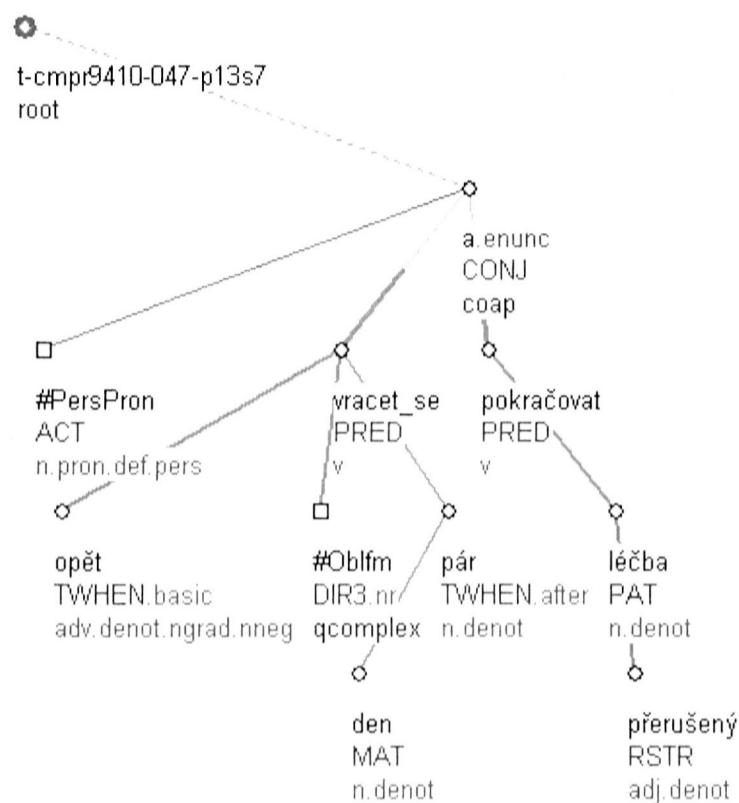 t-cmpr9410-047-p13s7
root
a.enunc
CONJ
coap
#PersPron
ACT
n.pron.def.pers
vracet_se
PRED
v
pokračovat
PRED
v
opět
TWHEN.basic
adv.denot.ngrad.nneg
#Oblfm
DIR3.nr
qcomplex
pár
TWHEN.after
n.denot
léčba
PAT
n.denot
den
MAT
n.denot
přerušený
RSTR
adj.denot